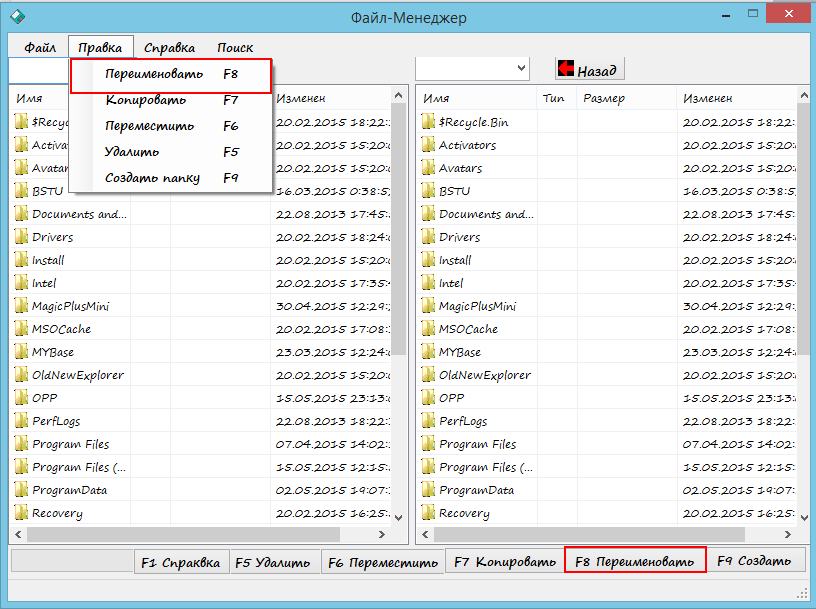 Файл-Менеджер
Файл Правка Справка Поиск
Переименовать F8
Копировать F7
Переместить F6
Удалить F5
Создать папку F9
Назад
Имя Изменен
$Recyc 20.02.2015 18:22:
Activat 20.02.2015 15:20:
Avatar 20.02.2015 15:20:
BSTU 16.03.2015 0:38:5
Documents and... 22.08.2013 17:45:
Drivers 20.02.2015 18:24:
Install 20.02.2015 15:20:
Intel 20.02.2015 17:35:
MagicPlusMini 30.04.2015 12:29:
MSOCache 20.02.2015 17:08:
MYBase 23.03.2015 12:24:
OldNewExplorer 20.02.2015 15:20:
OPP 15.05.2015 23:13:
PerfLogs 22.08.2013 18:22:
Program Files 07.04.2015 14:02:
Program Files (... 15.05.2015 12:15:
ProgramData 02.05.2015 19:07:
Recovery 20.02.2015 16:25:
Имя Тип Размер Изменен
$Recycle.Bin 20.02.2015 18:22:
Activators 20.02.2015 15:20:
Avatars 20.02.2015 15:20:
BSTU 16.03.2015 0:38:5
Documents and... 22.08.2013 17:45:
Drivers 20.02.2015 18:24:
Install 20.02.2015 15:20:
Intel 20.02.2015 17:35:
MagicPlusMini 30.04.2015 12:29:
MSOCache 20.02.2015 17:08:
MYBase 23.03.2015 12:24:
OldNewExplorer 20.02.2015 15:20:
OPP 15.05.2015 23:13:
PerfLogs 22.08.2013 18:22:
Program Files 07.04.2015 14:02:
Program Files (... 15.05.2015 12:15:
ProgramData 02.05.2015 19:07:
Recovery 20.02.2015 16:25:
F1 Спраквка F5 Удалить F6 Переместить F7 Копировать F8 Переименовать F9 Создать